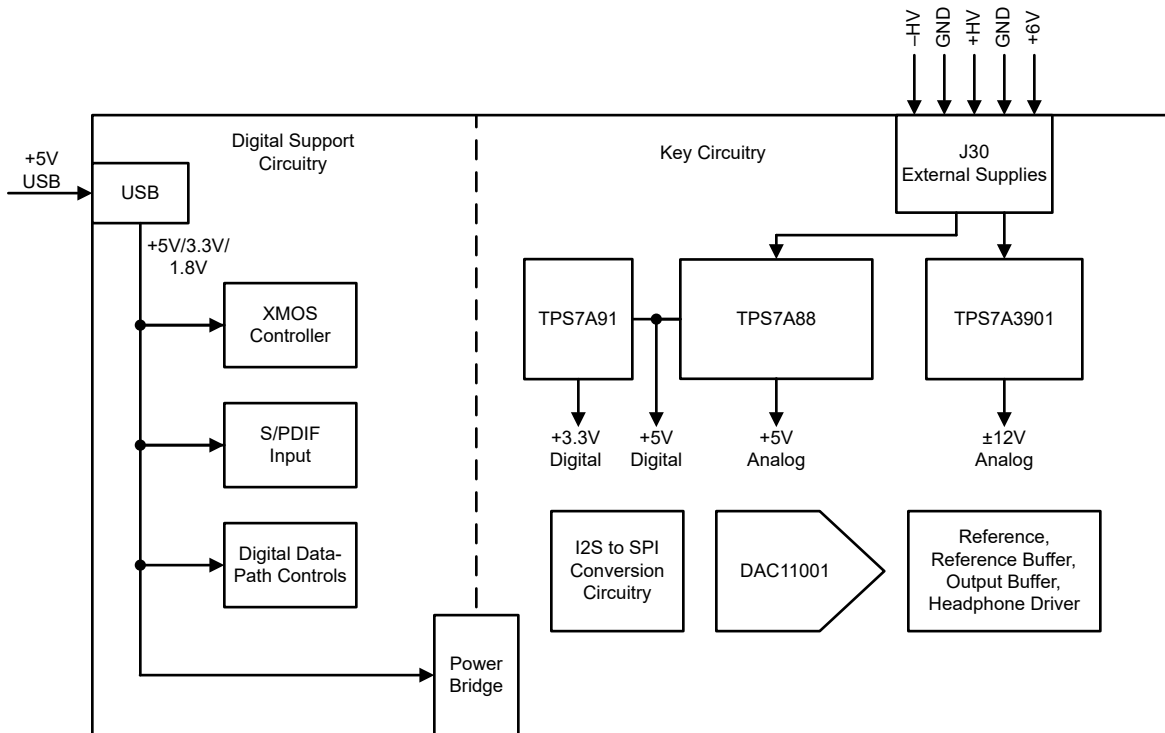 –HV
GND
+HV
GND
+6V
Digital Support
Circuitry
Key Circuitry
J30
External Supplies
+5V
USB
USB
+5V/3.3V/
1.8V
XMOS
Controller
S/PDIF
Input
Digital Data-
Path Controls
Power
Bridge
TPS7A91
TPS7A88
TPS7A3901
+3.3V
Digital
+5V
Digital
+5V
Analog
±12V
Analog
I2S to SPI
Conversion
Circuitry
DAC11001
Reference,
Reference Buffer,
Output Buffer,
Headphone Driver